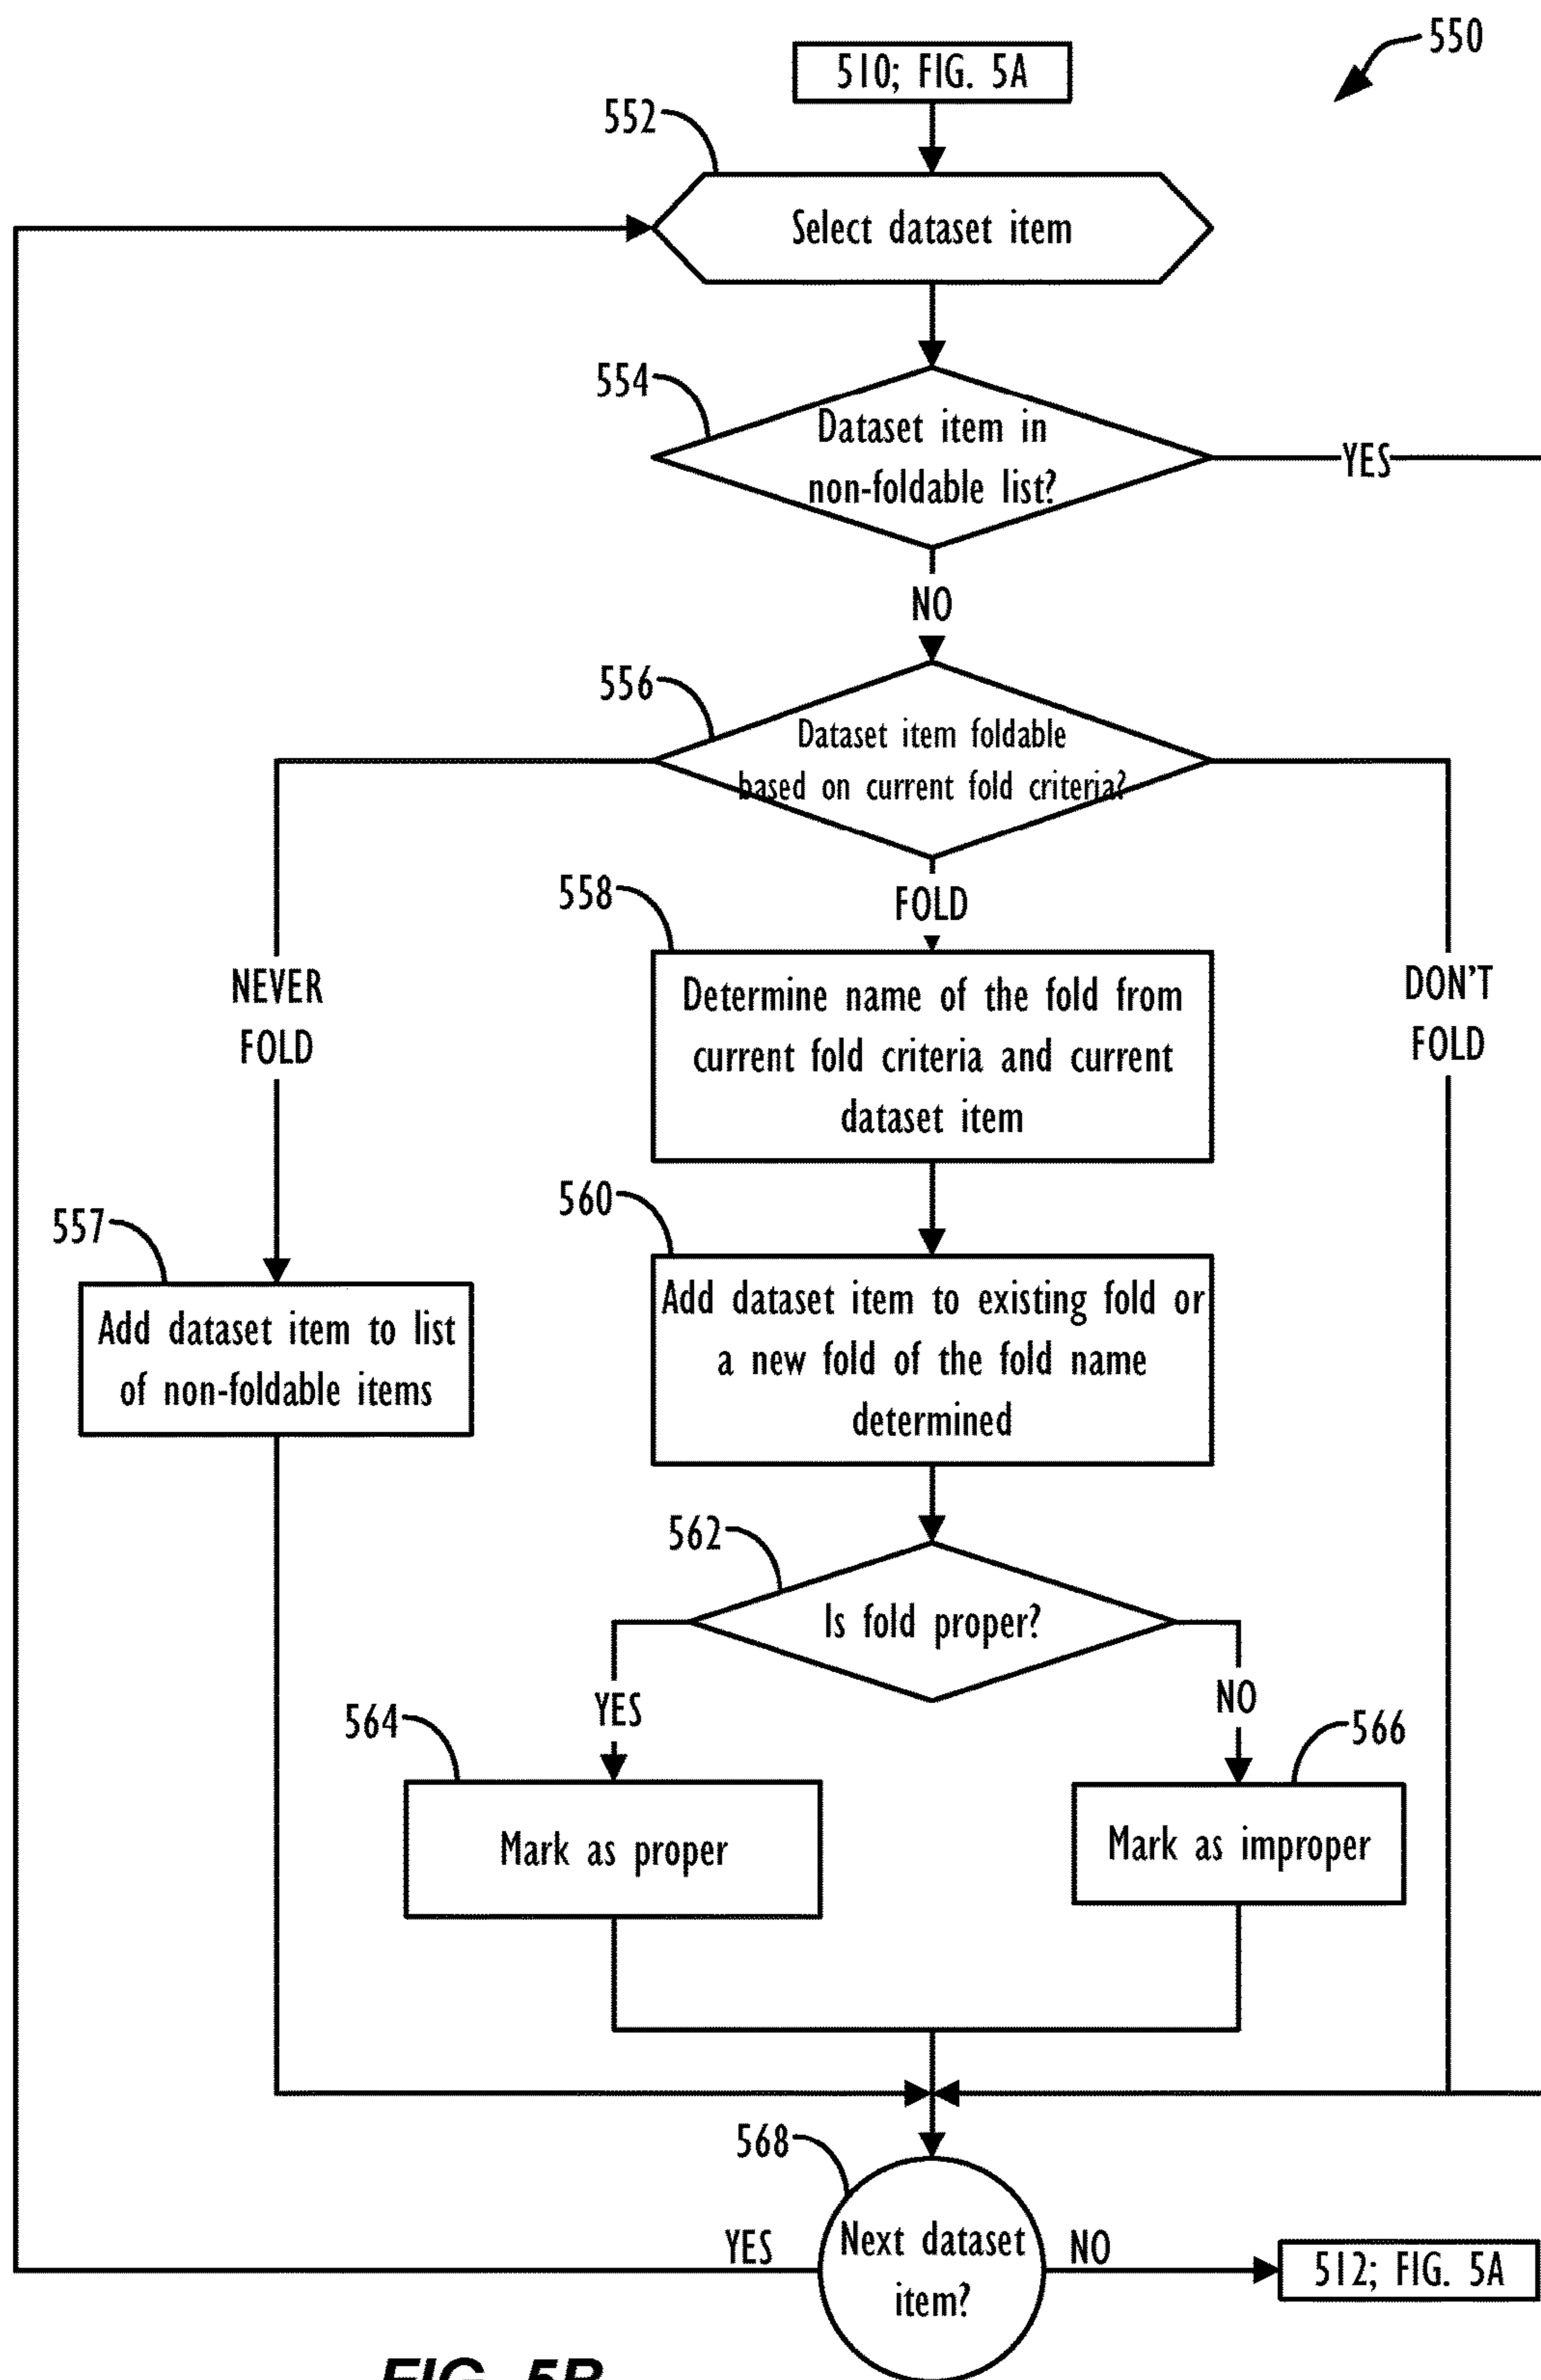 550
510; FIG. 5A
552
Select dataset item
554
Dataset item in
non-foldable list?
YES
NO
556
Dataset item foldable
based on current fold criteria?
558
FOLD
NEVER
FOLD
DON'T
FOLD
Determine name of the fold from
current fold criteria and current
dataset item
560
557
Add dataset item to existing fold or
a new fold of the fold name
determined
Add dataset item to list
of non-foldable items
562
Is fold proper?
YES
NO
564
566
Mark as proper
Mark as improper
568
Next dataset
item?
YES
NO
512; FIG. 5A
FIG. 5B